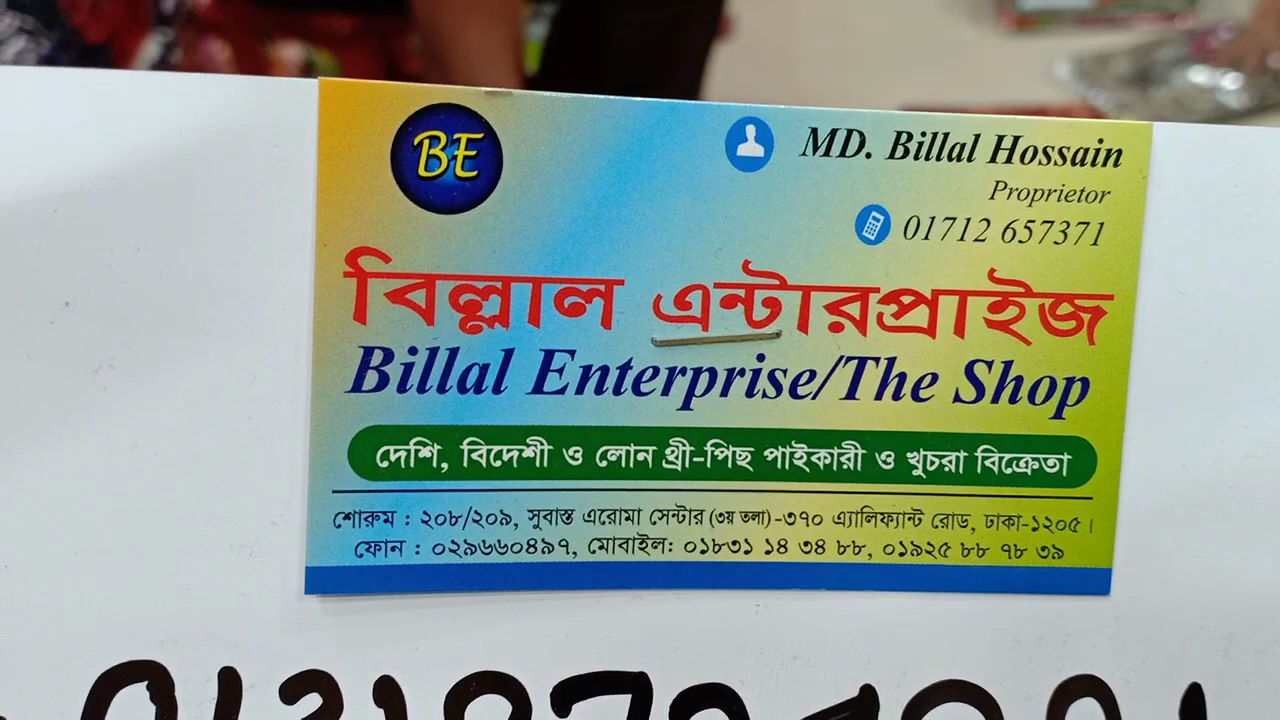 BE
MD. Billal Hossain
Proprietor
01712 657371
বিল্লাল এন্টারপ্রাইজ
Billal Enterprise/The Shop
দেশি, বিদেশী ও লোন থ্রী-পিছ পাইকারী ও খুচরা বিক্রেতা
শোরুম : ২০৮/২০৯, সুবাস্ত এরোমা সেন্টার (৩য় তলা)-৩৭০ এ্যালিফ্যান্ট রোড, ঢাকা-১২০৫।
ফোন : ০২৯৬৬০৪৯৭, মোবাইল: ০১৮৩১ ১৪ ৩৪ ৮৮, ০১৯২৫ ৮৮ ৭৮ ৩৯